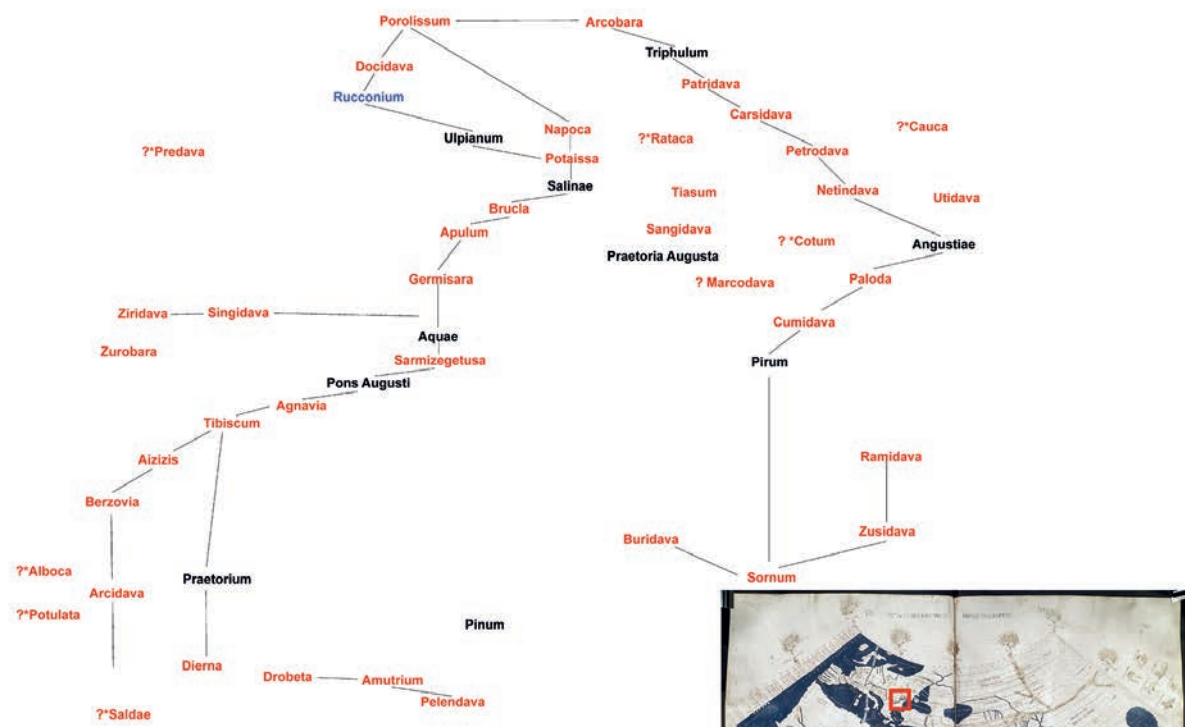 Porolissum
Arcobara
Triphulum
Docidava
Patridava
Rucconium
Carsidava
?*Cauca
Napoca
Ulpianum
?*Rataca
?*Predava
Petrodava
Potaissa
Salinae
Netindava
Tiasum
Utidava
Brucla
Sangidava
Apulum
? *Cotum
Angustiae
Praetoria Augusta
Germisara
? Marcodava
Paloda
Ziridava
Singidava
Cumidava
Aquae
Zurobara
Sarmizegetusa
Pirum
Pons Augusti
Agnavia
Tibiscum
Aizizis
Ramidava
Berzovia
Zusidava
Buridava
?*Alboca
Praetorium
Sornum
Arcidava
?*Potulata
Pinum
Dierna
Drobeta
Amutrium
Pelendava
?*Saldae